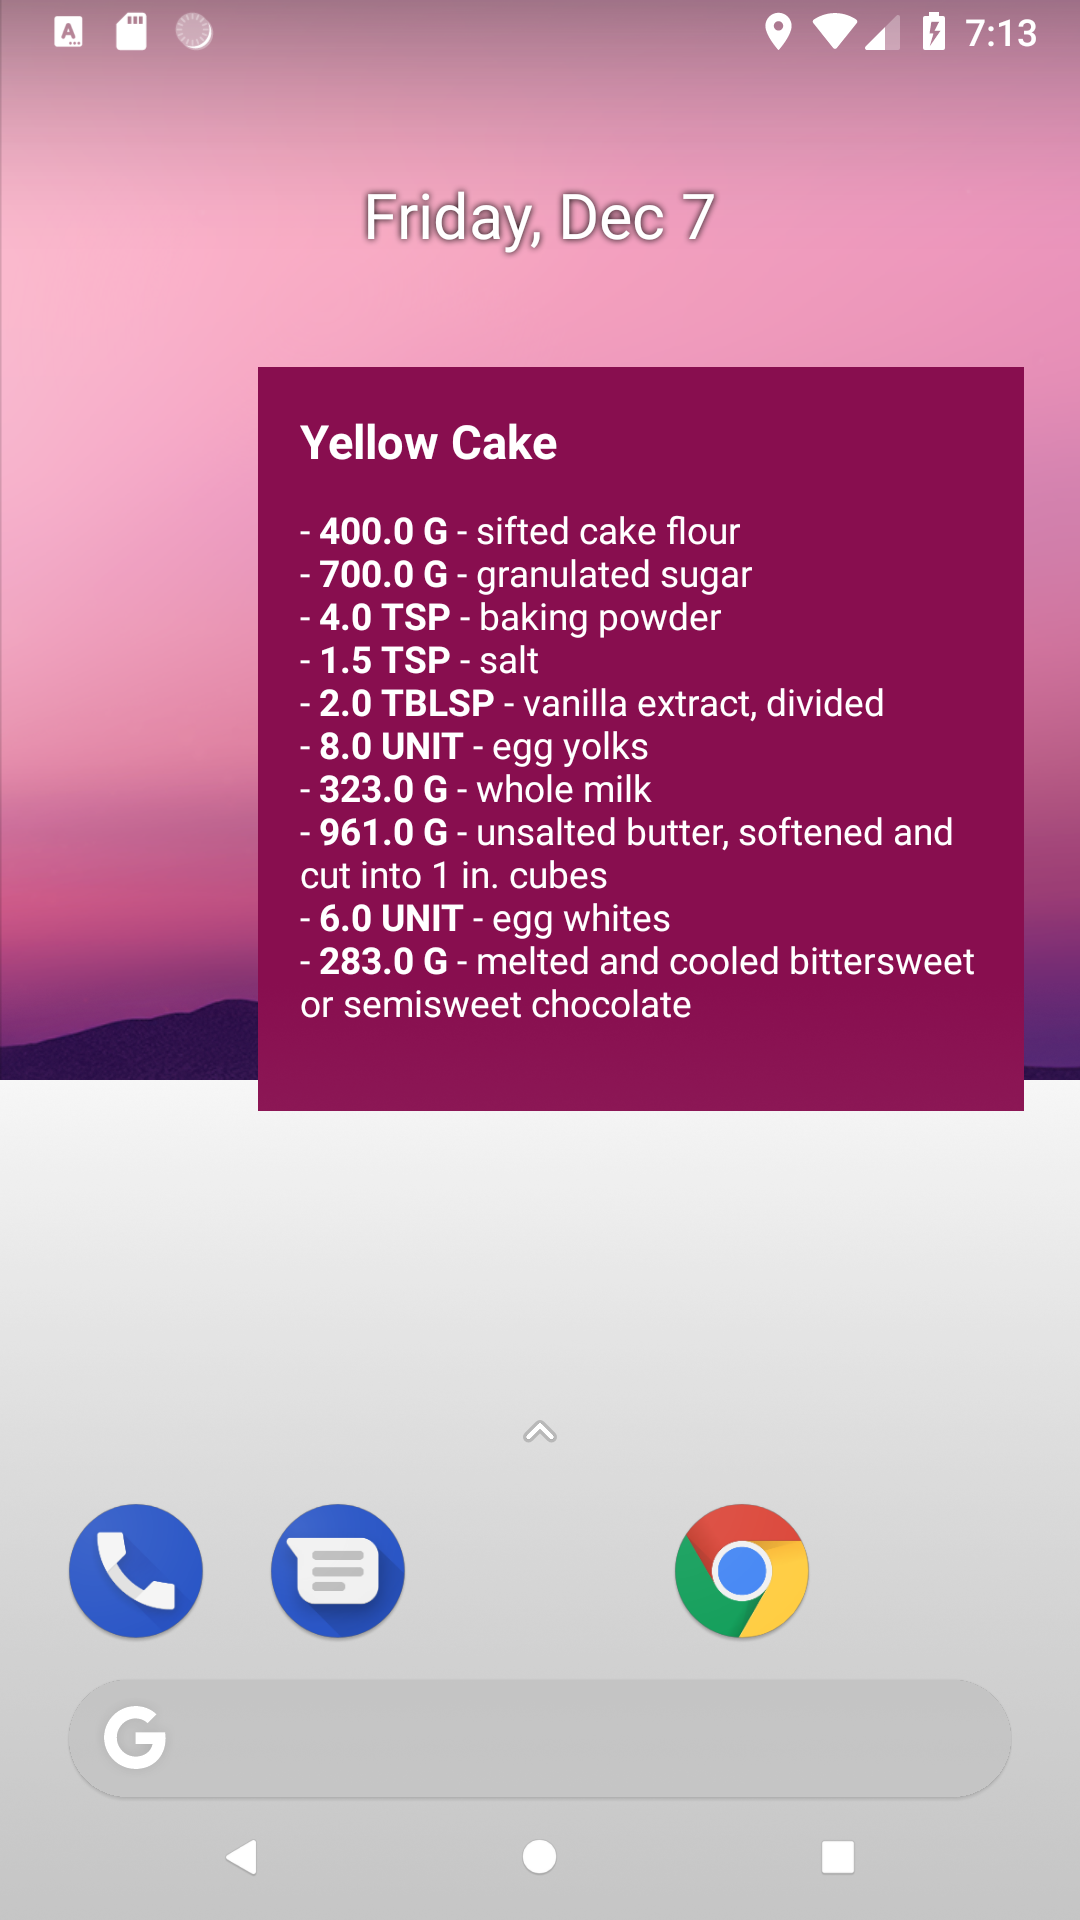 7:13
Friday, Dec 7
Yellow Cake
- 400.0 G - sifted cake flour
- 700.0 G - granulated sugar
- 4.0 TSP - baking powder
- 1.5 TSP - salt
- 2.0 TBLSP - vanilla extract, divided
- 8.0 UNIT - egg yolks
- 323.0 G - whole milk
- 961.0 G - unsalted butter, softened and
cut into 1 in. cubes
- 6.0 UNIT - egg whites
- 283.0 G - melted and cooled bittersweet
or semisweet chocolate